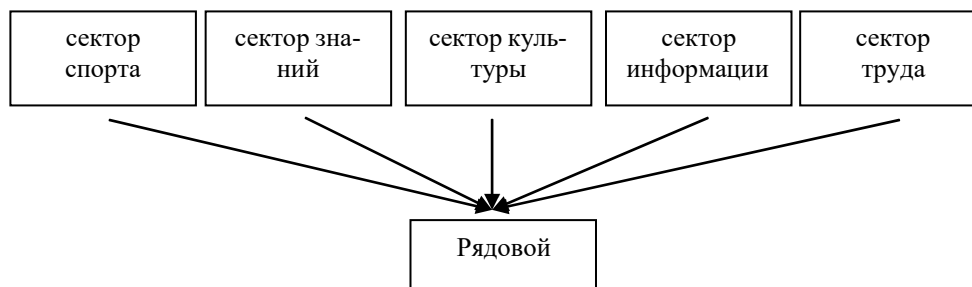 сектор
спорта
сектор зна-
ний
сектор куль-
туры
сектор
информации
сектор
труда
Рядовой